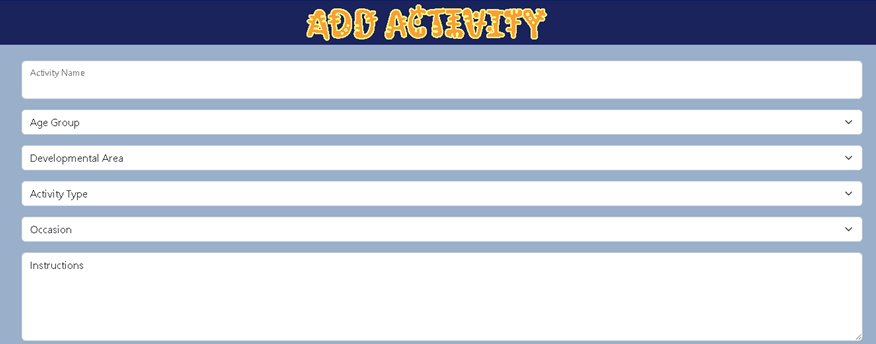 ADD ACTIVITY
Activity Name
Age Group
Developmental Area
Activity Type
Occasion
Instructions